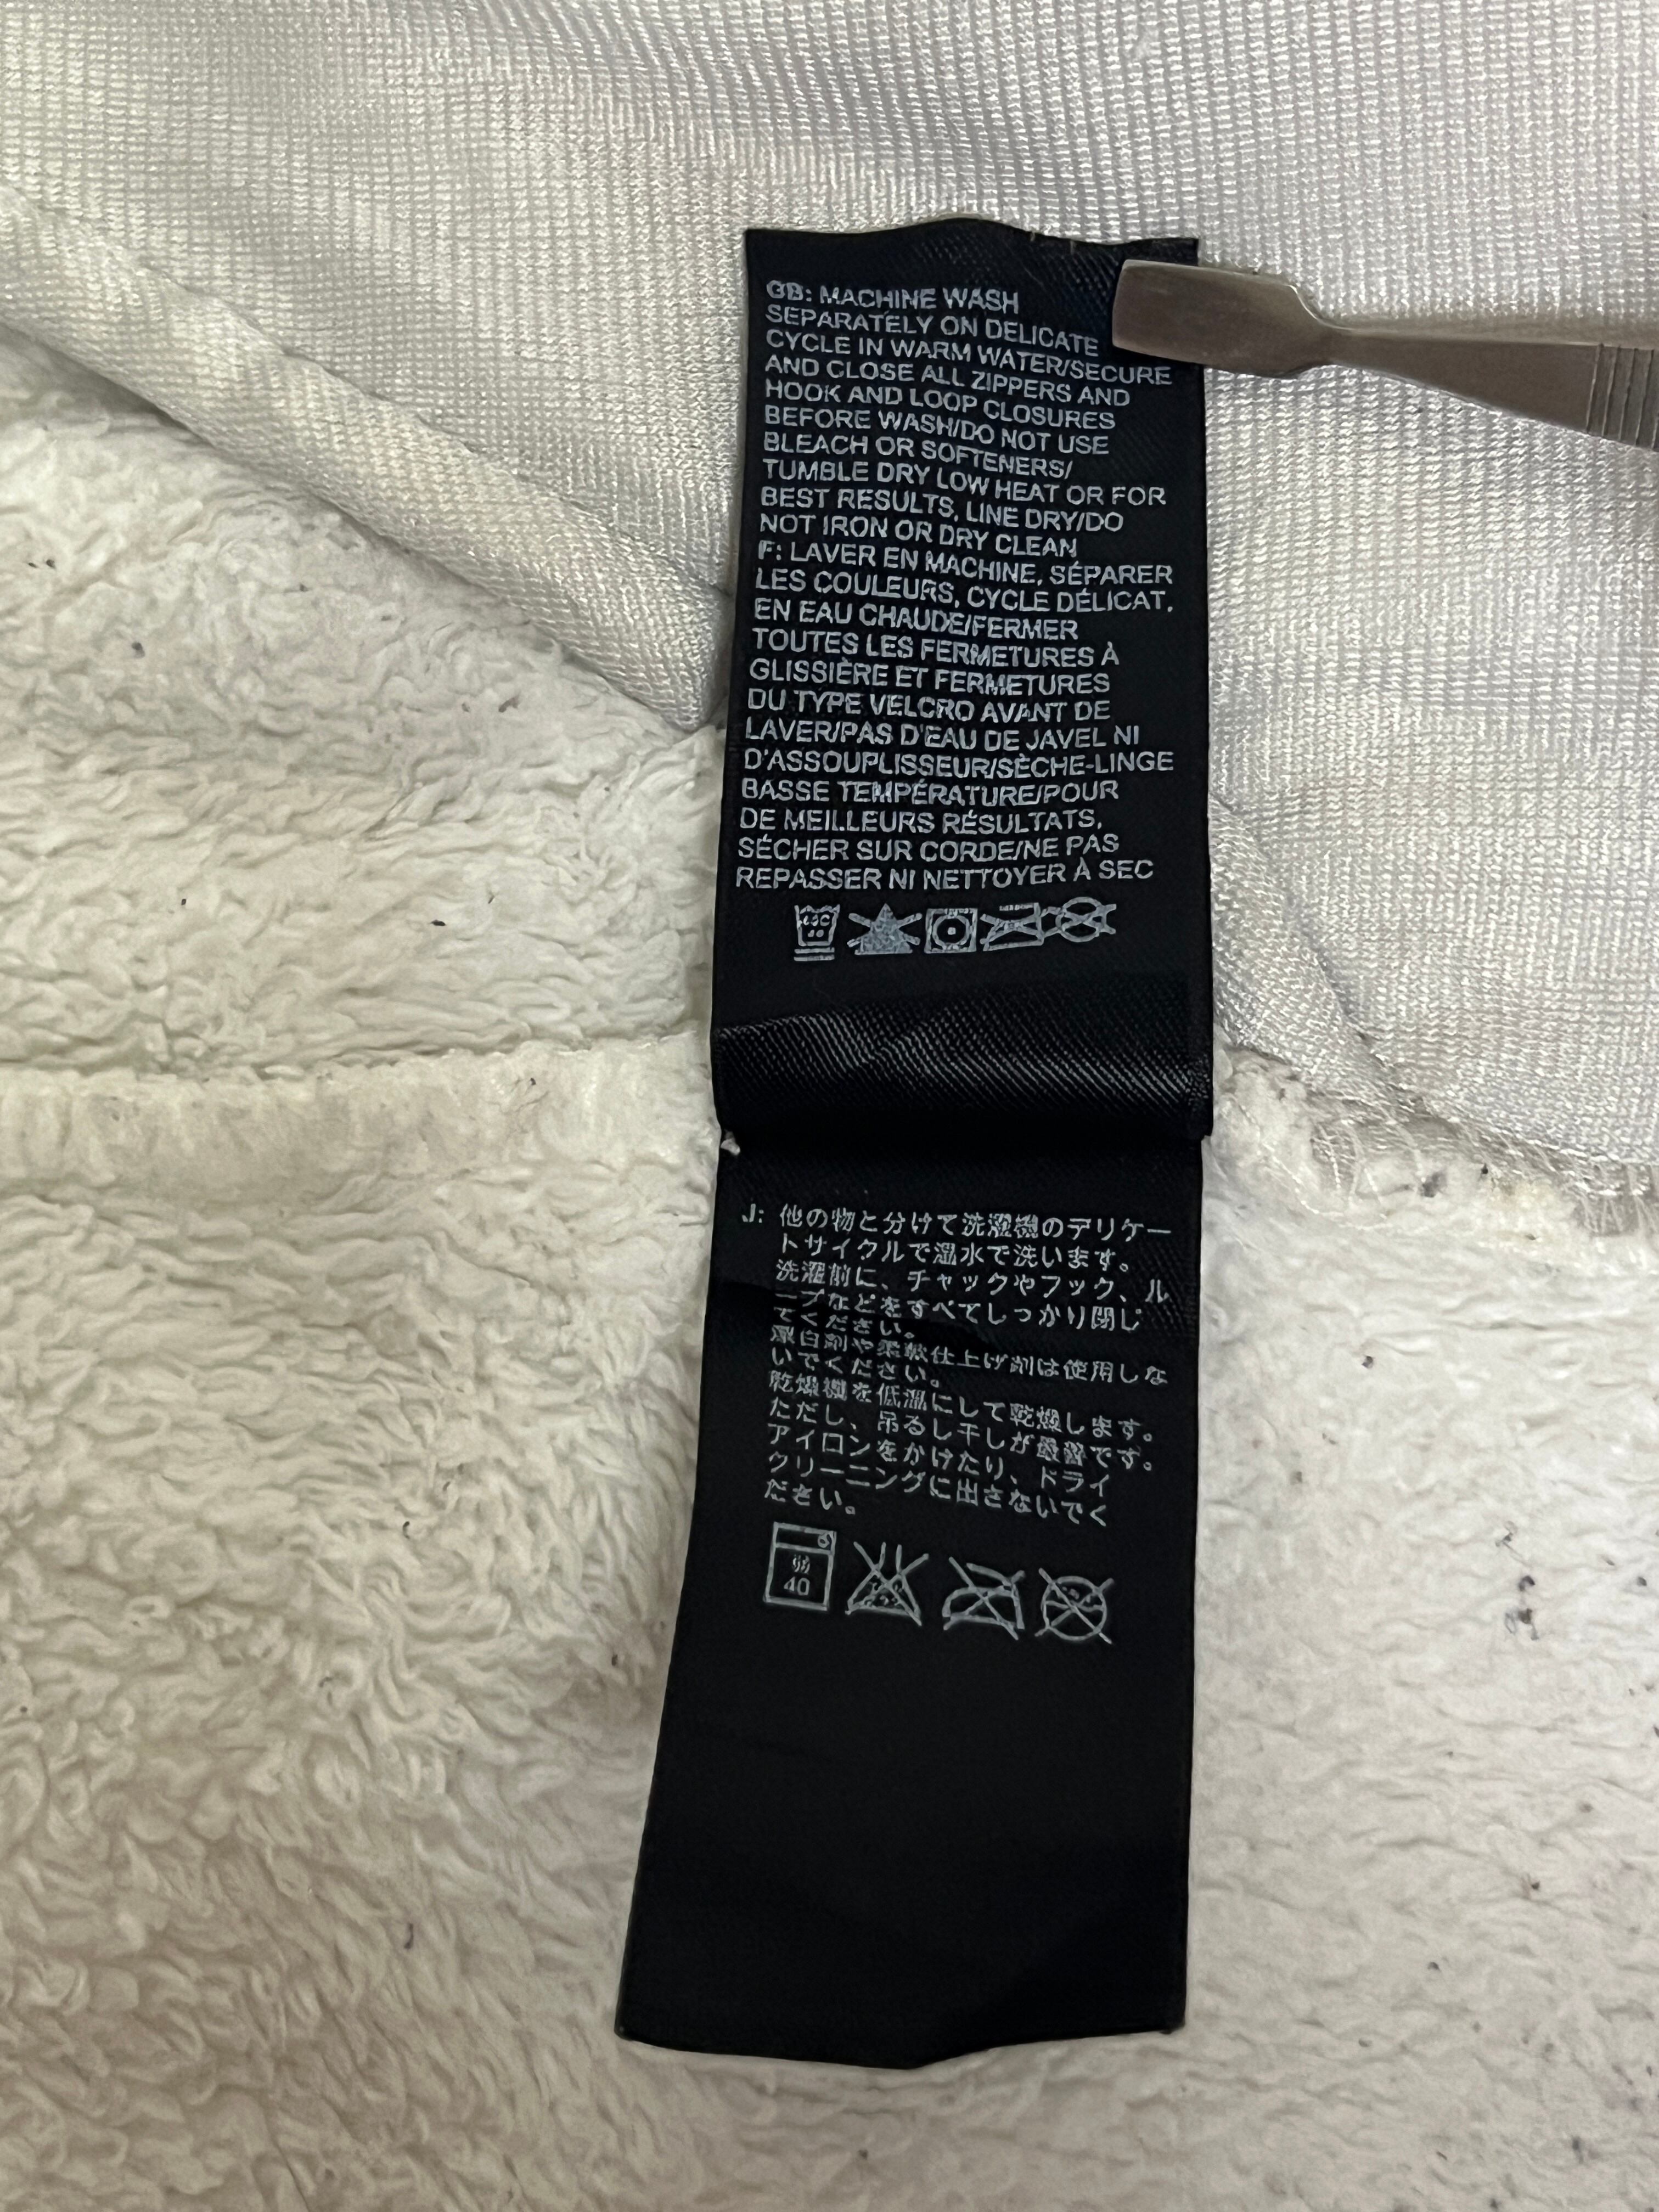 GB: MACHINE WASH
SEPARATELY ON DELICATE
CYCLE IN WARM WATER/SECURE
AND CLOSE ALL ZIPPERS AND
HOOK AND LOOP CLOSURES
BEFORE WASH/DO NOT USE
BLEACH OR SOFTENERS/
TUMBLE DRY LOW HEAT OR FOR
BEST RESULTS, LINE DRY/DO
NOT IRON OR DRY CLEAN
F: LAVER EN MACHINE, SÉPARER
LES COULEURS, CYCLE DÉLICAT,
EN EAU CHAUDE/FERMER
TOUTES LES FERMETURES À
GLISSIÈRE ET FERMETURES
DU TYPE VELCRO AVANT DE
LAVER/PAS D'EAU DE JAVEL NI
D'ASSOUPLISSEUR/SÈCHE-LINGE
BASSE TEMPÉRATURE/POUR
DE MEILLEURS RÉSULTATS,
SÉCHER SUR CORDE/NE PAS
REPASSER NI NETTOYER À SEC
J: 他の物と分けて洗濯機のデリケー
トサイクルで温水で洗います。
洗濯前に、チャックやフック、ル
ープなどをすべてしっかり閉じ
てください。
漂白剤や柔軟仕上げ剤は使用しな
いでください。
乾燥機を低温にして乾燥します。
ただし、吊るし干しが最善です。
アイロンをかけたり、ドライ
クリーニングに出さないでく
ださい。
弱
40